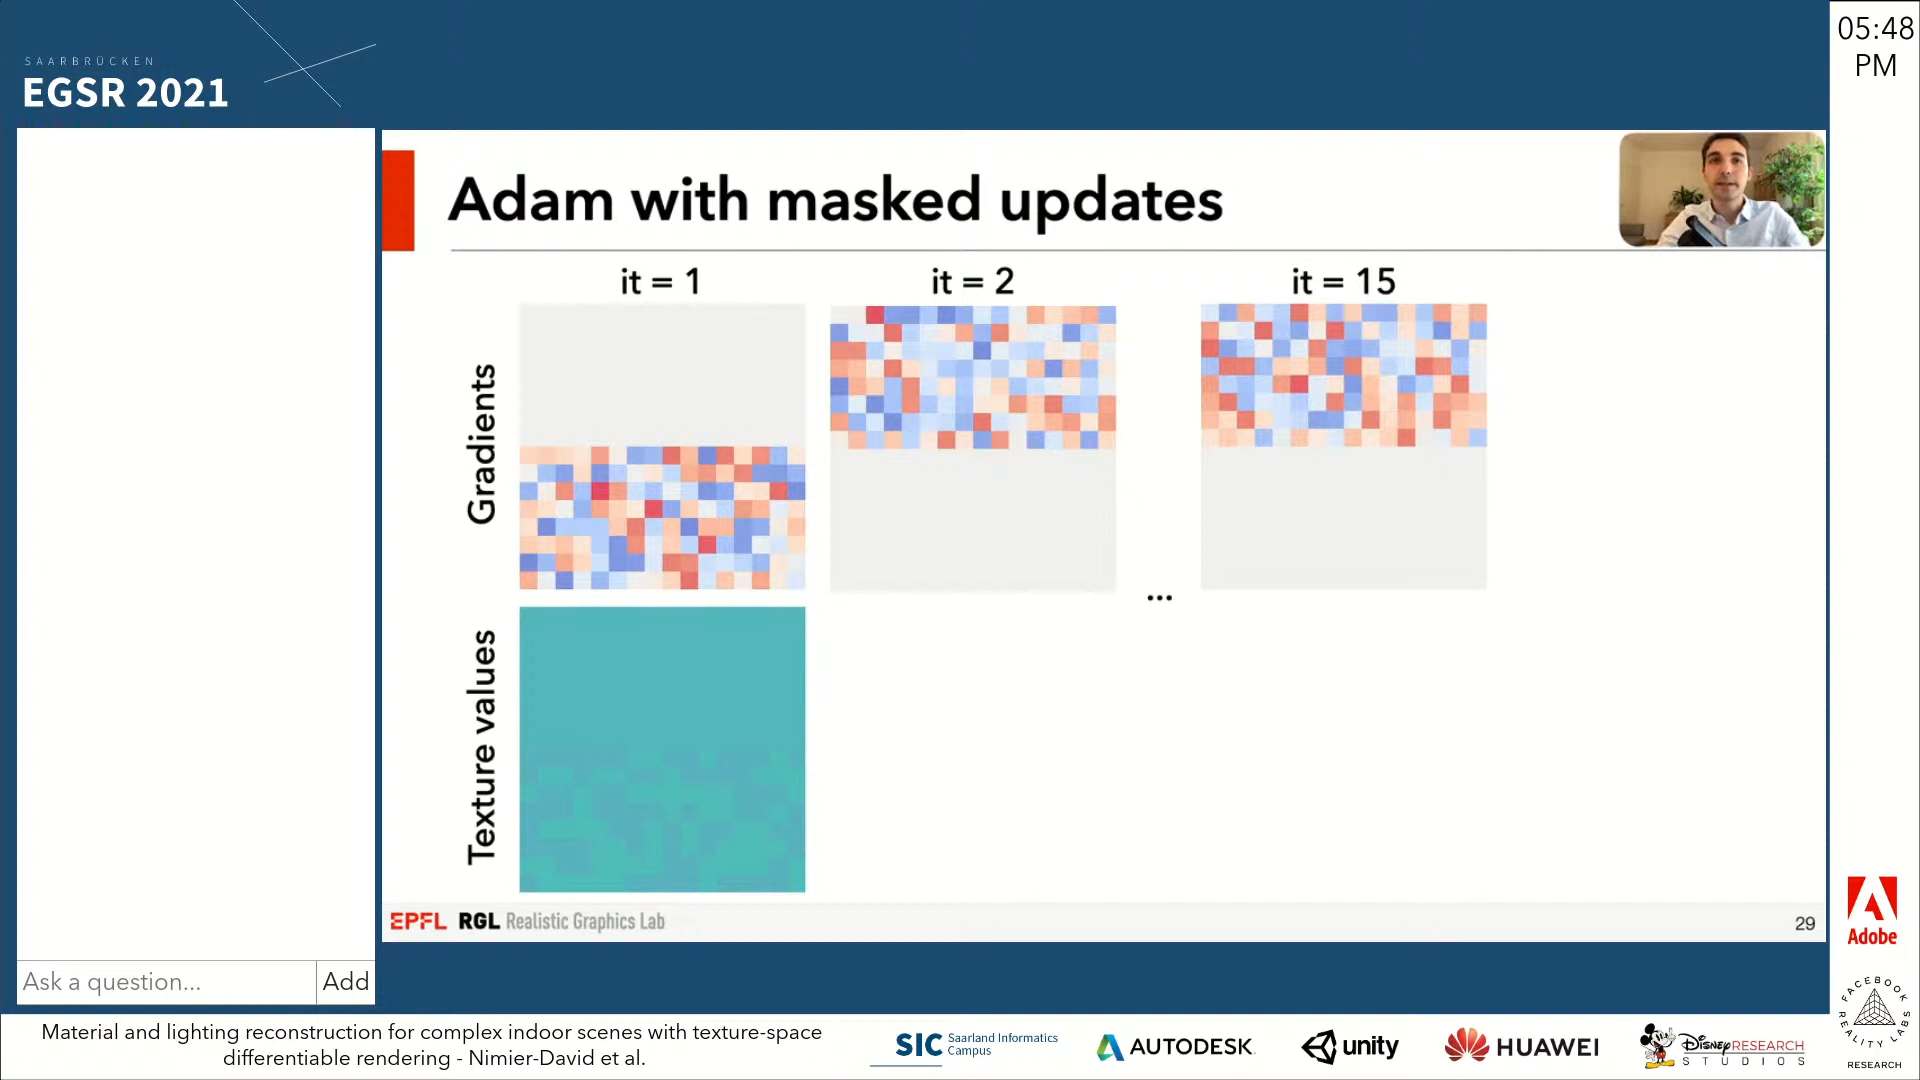 SAARBRÜCKEN
EGSR 2021
05:48
PM
Adam with masked updates
it = 1
it = 2
it = 15
Gradients
...
Texture values
EPFL RGL Realistic Graphics Lab
29
Ask a question...
Add
Material and lighting reconstruction for complex indoor scenes with texture-space
differentiable rendering - Nimier-David et al.
SIC Saarland Informatics
Campus
AUTODESK
unity
HUAWEI
DISNEY RESEARCH
STUDIOS
Adobe
FACEBOOK
REALITY LABS
RESEARCH